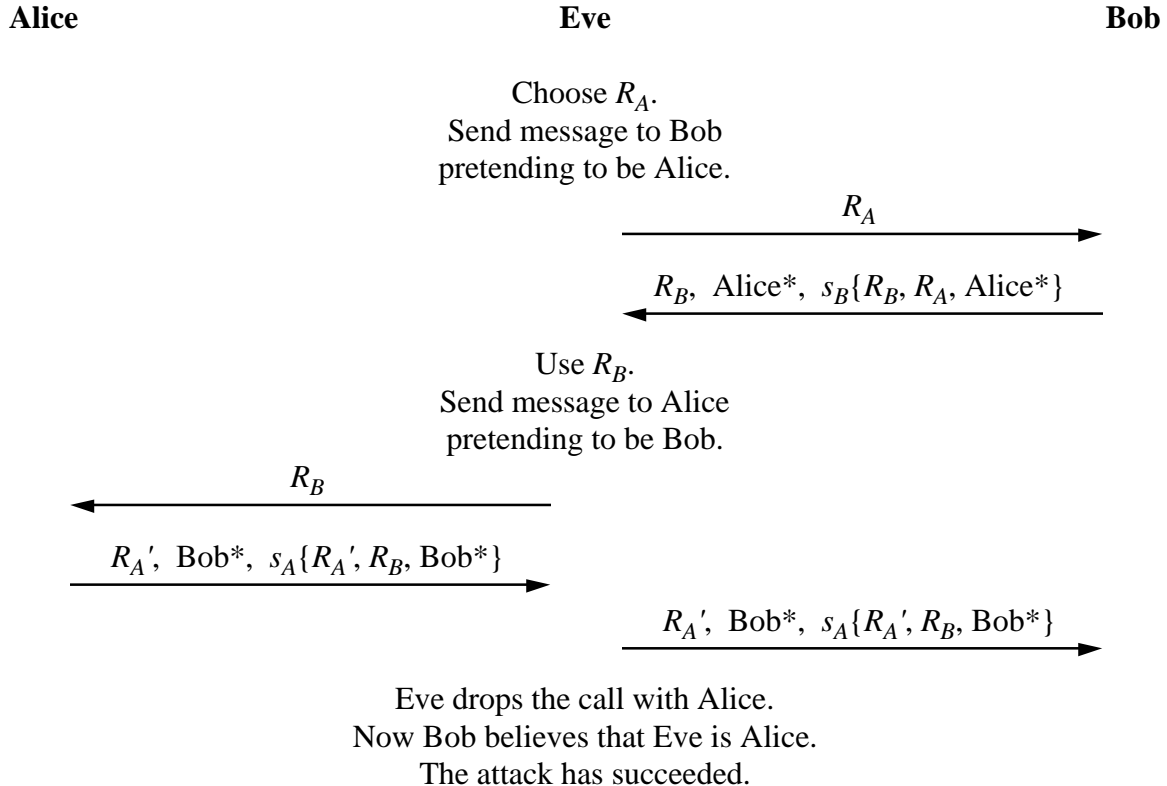 Alice Eve Bob
Choose R_A.
Send message to Bob
pretending to be Alice.
R_A
R_B, Alice*, s_B{R_B, R_A, Alice*}
Use R_B.
Send message to Alice
pretending to be Bob.
R_B
R_A′, Bob*, s_A{R_A′, R_B, Bob*}
R_A′, Bob*, s_A{R_A′, R_B, Bob*}
Eve drops the call with Alice.
Now Bob believes that Eve is Alice.
The attack has succeeded.